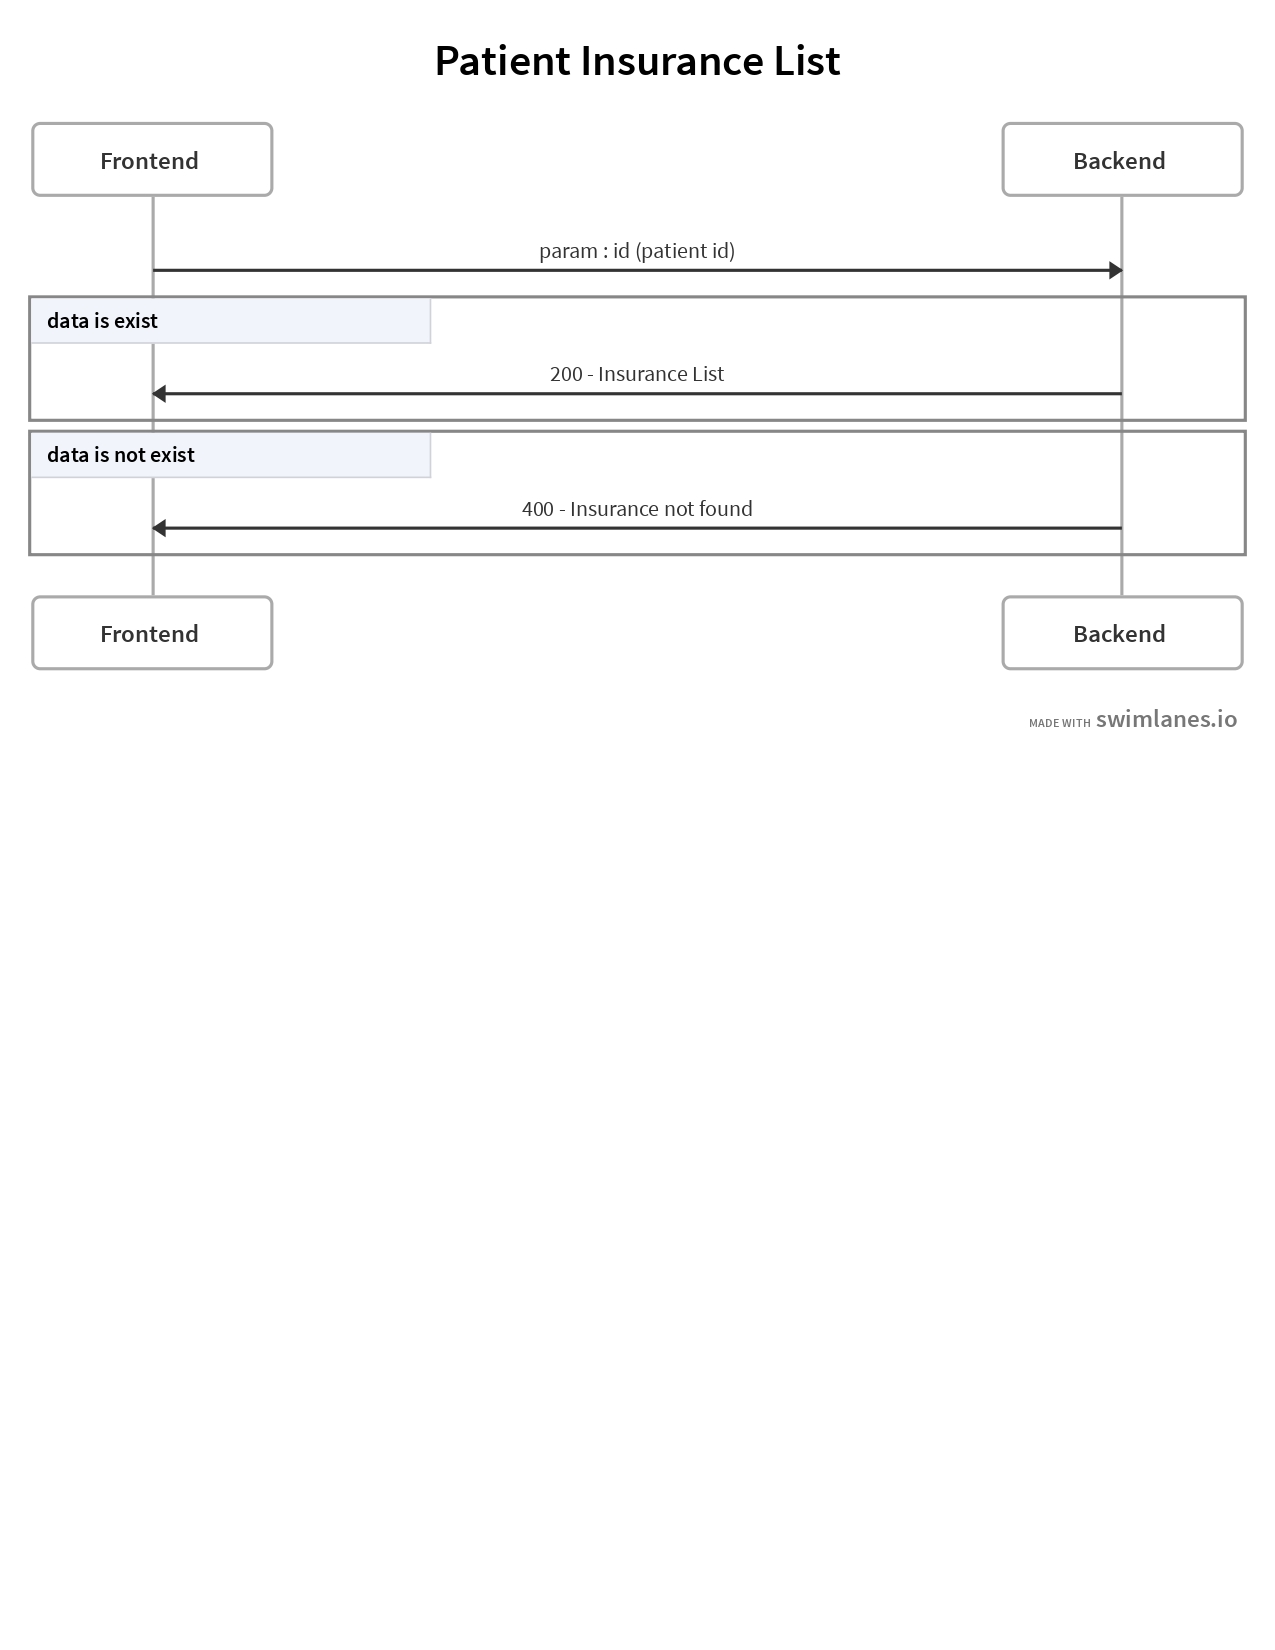 Patient Insurance List
Frontend
Backend
param : id (patient id)
data is exist
200 - Insurance List
data is not exist
400 - Insurance not found
Frontend
Backend
MADE WITH swimlanes.io